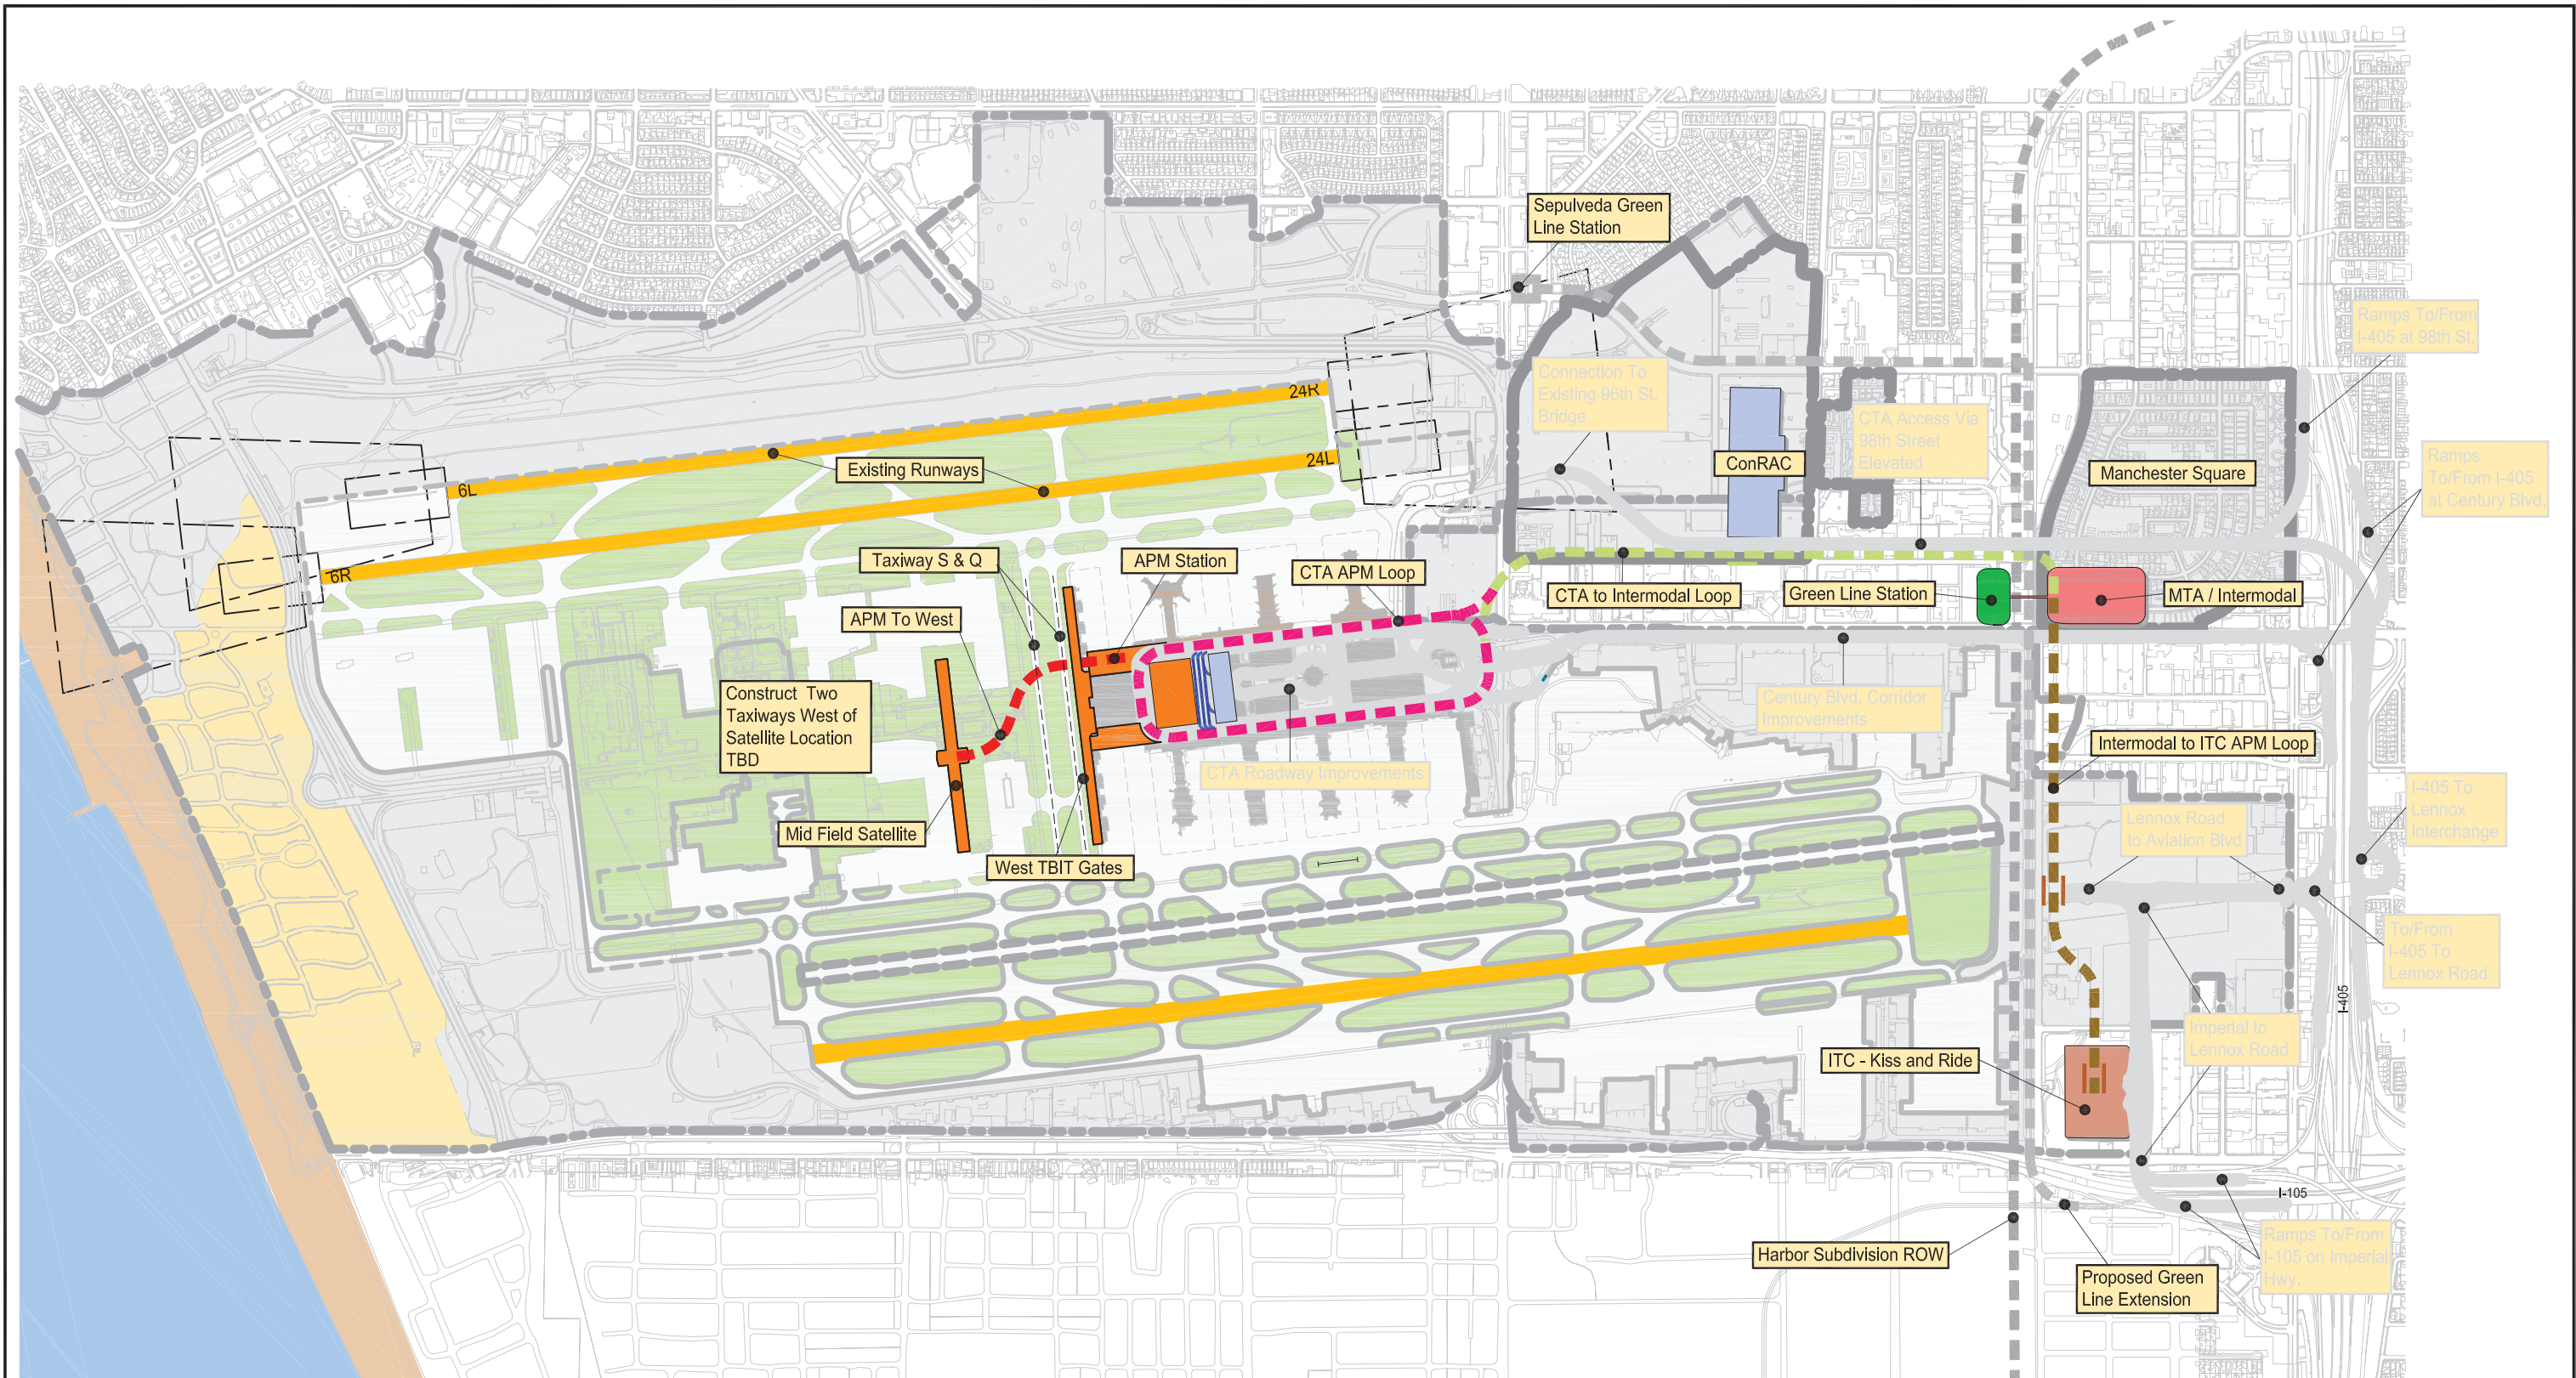 Sepulveda Green
Line Station
Ramps To/From
I-405 at 98th St.
Connection To
Existing 96th St.
Bridge
24R
CTA Access Via
98th Street
Elevated
Ramps
To/From I-405
at Century Blvd.
Existing Runways
24L
ConRAC
Manchester Square
6L
6R
Taxiway S & Q
APM Station
CTA APM Loop
CTA to Intermodal Loop
Green Line Station
MTA / Intermodal
APM To West
Construct Two
Taxiways West of
Satellite Location
TBD
Century Blvd, Corridor
Improvements
Intermodal to ITC APM Loop
CTA Roadway Improvements
I-405 To
Lennox
Interchange
Mid Field Satellite
Lennox Road
to Aviation Blvd
West TBIT Gates
To/From
I-405 To
Lennox Road
I-405
Imperial to
Lennox Road
ITC - Kiss and Ride
I-105
Ramps To/From
I-105 on Imperial
Hwy.
Harbor Subdivision ROW
Proposed Green
Line Extension